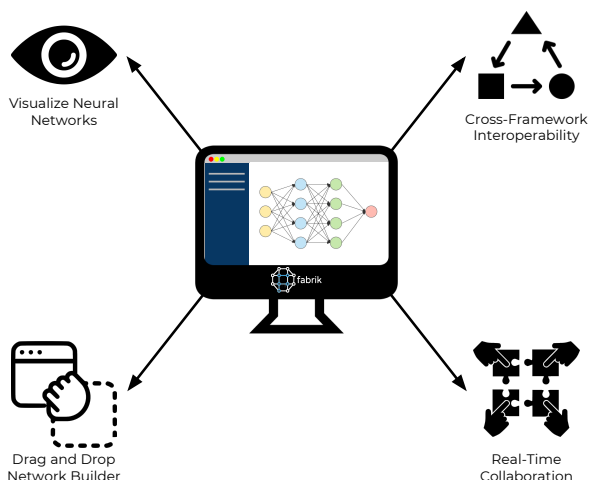 Visualize Neural
Networks
Cross-Framework
Interoperability
fabrik
Drag and Drop
Network Builder
Real-Time
Collaboration